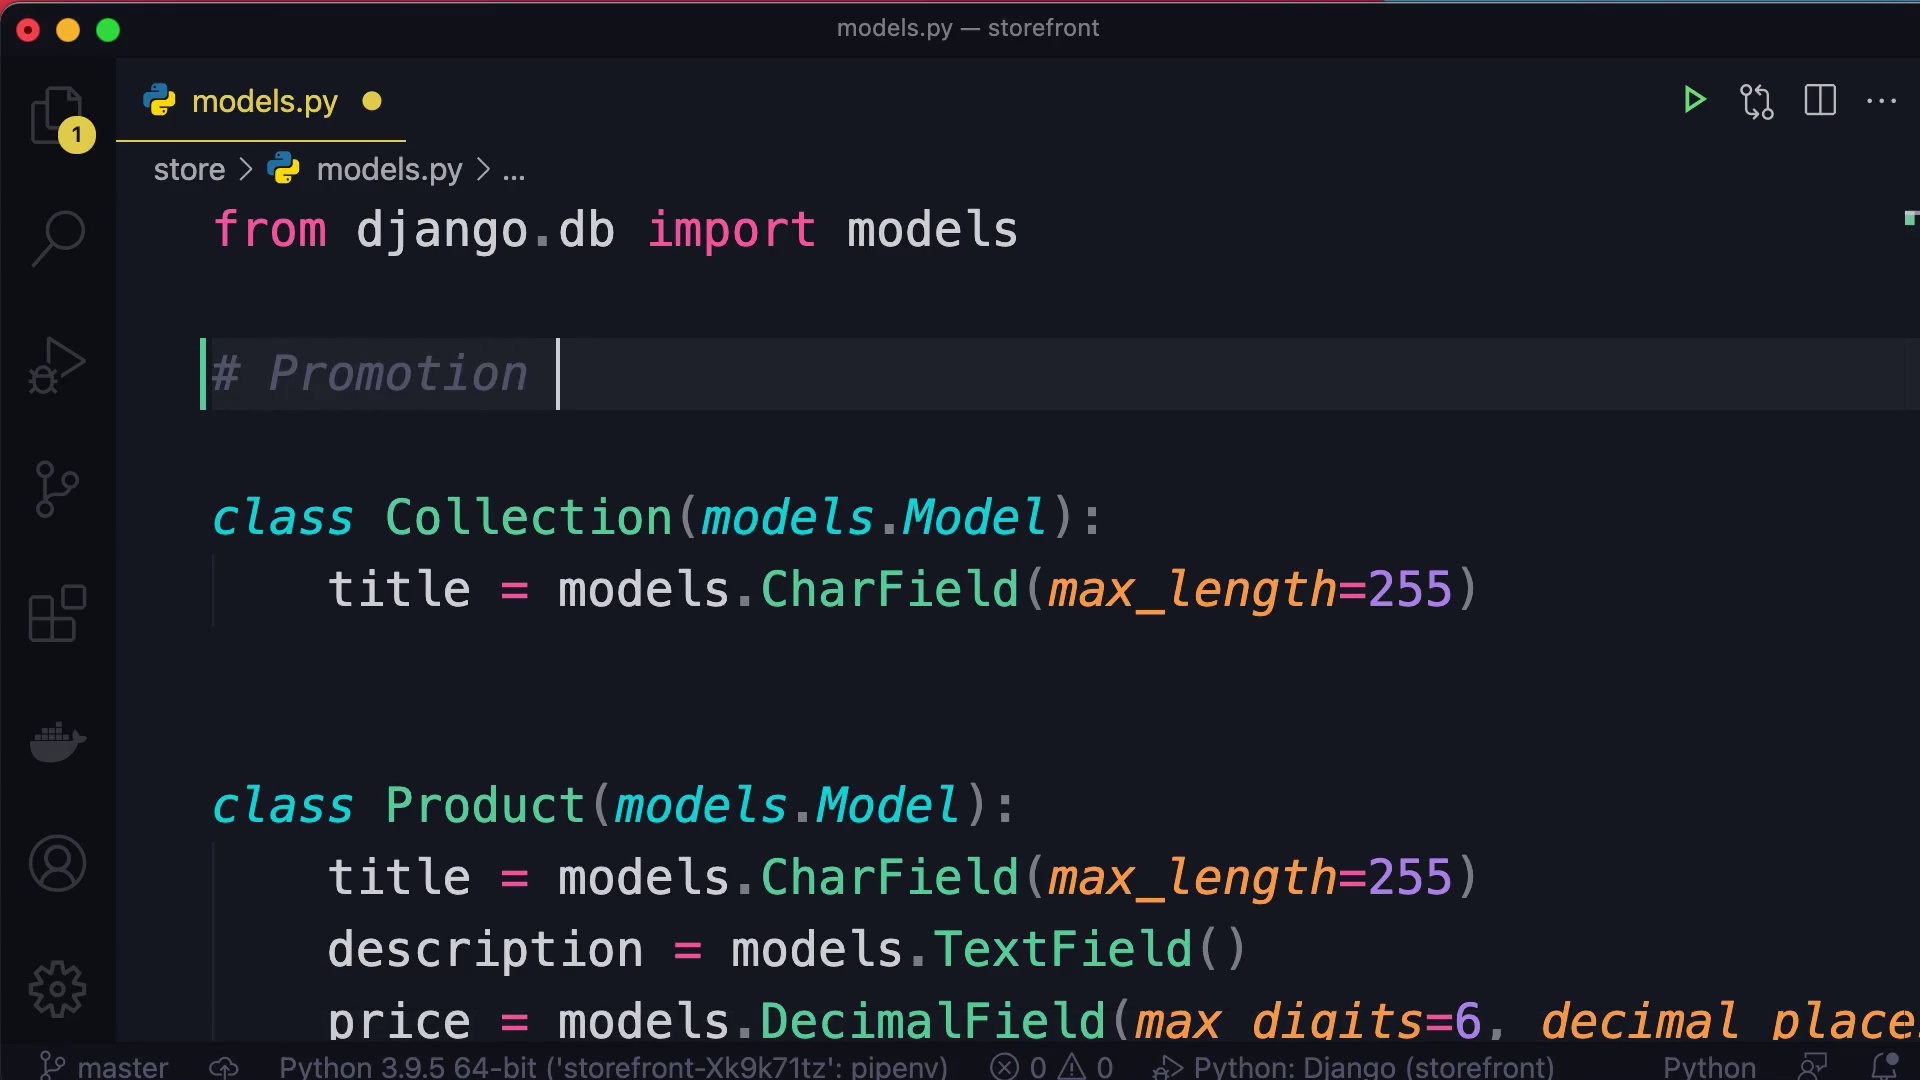 models.py — storefront
models.py
1
store > models.py > ...
from django.db import models
# Promotion
class Collection(models.Model):
    title = models.CharField(max_length=255)
class Product(models.Model):
    title = models.CharField(max_length=255)
    description = models.TextField()
    price = models.DecimalField(max_digits=6, decimal_place
master Python 3.9.5 64-bit ('storefront-Xk9k71tz': pipenv) 0 0 Python: Django (storefront) Python